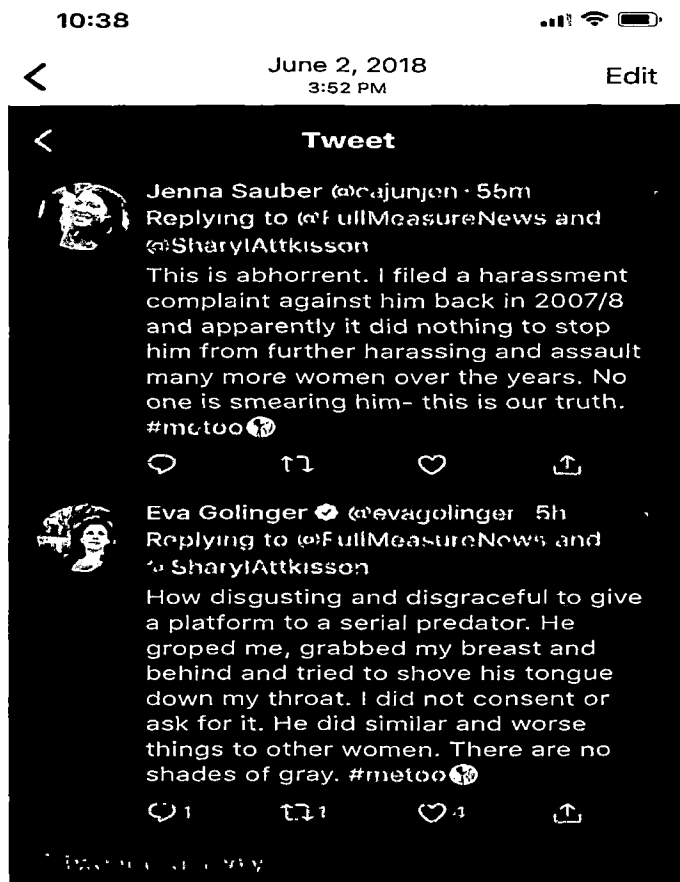 10:38
June 2, 2018
3:52 PM
Edit
Tweet
Jenna Sauber @cajunjen · 55m
Replying to @FullMeasureNews and
@SharylAttkisson
This is abhorrent. I filed a harassment
complaint against him back in 2007/8
and apparently it did nothing to stop
him from further harassing and assault
many more women over the years. No
one is smearing him- this is our truth.
#metoo
Eva Golinger @evagolinger 5h
Replying to @FullMeasureNews and
@SharylAttkisson
How disgusting and disgraceful to give
a platform to a serial predator. He
groped me, grabbed my breast and
behind and tried to shove his tongue
down my throat. I did not consent or
ask for it. He did similar and worse
things to other women. There are no
shades of gray. #metoo
1 1 4